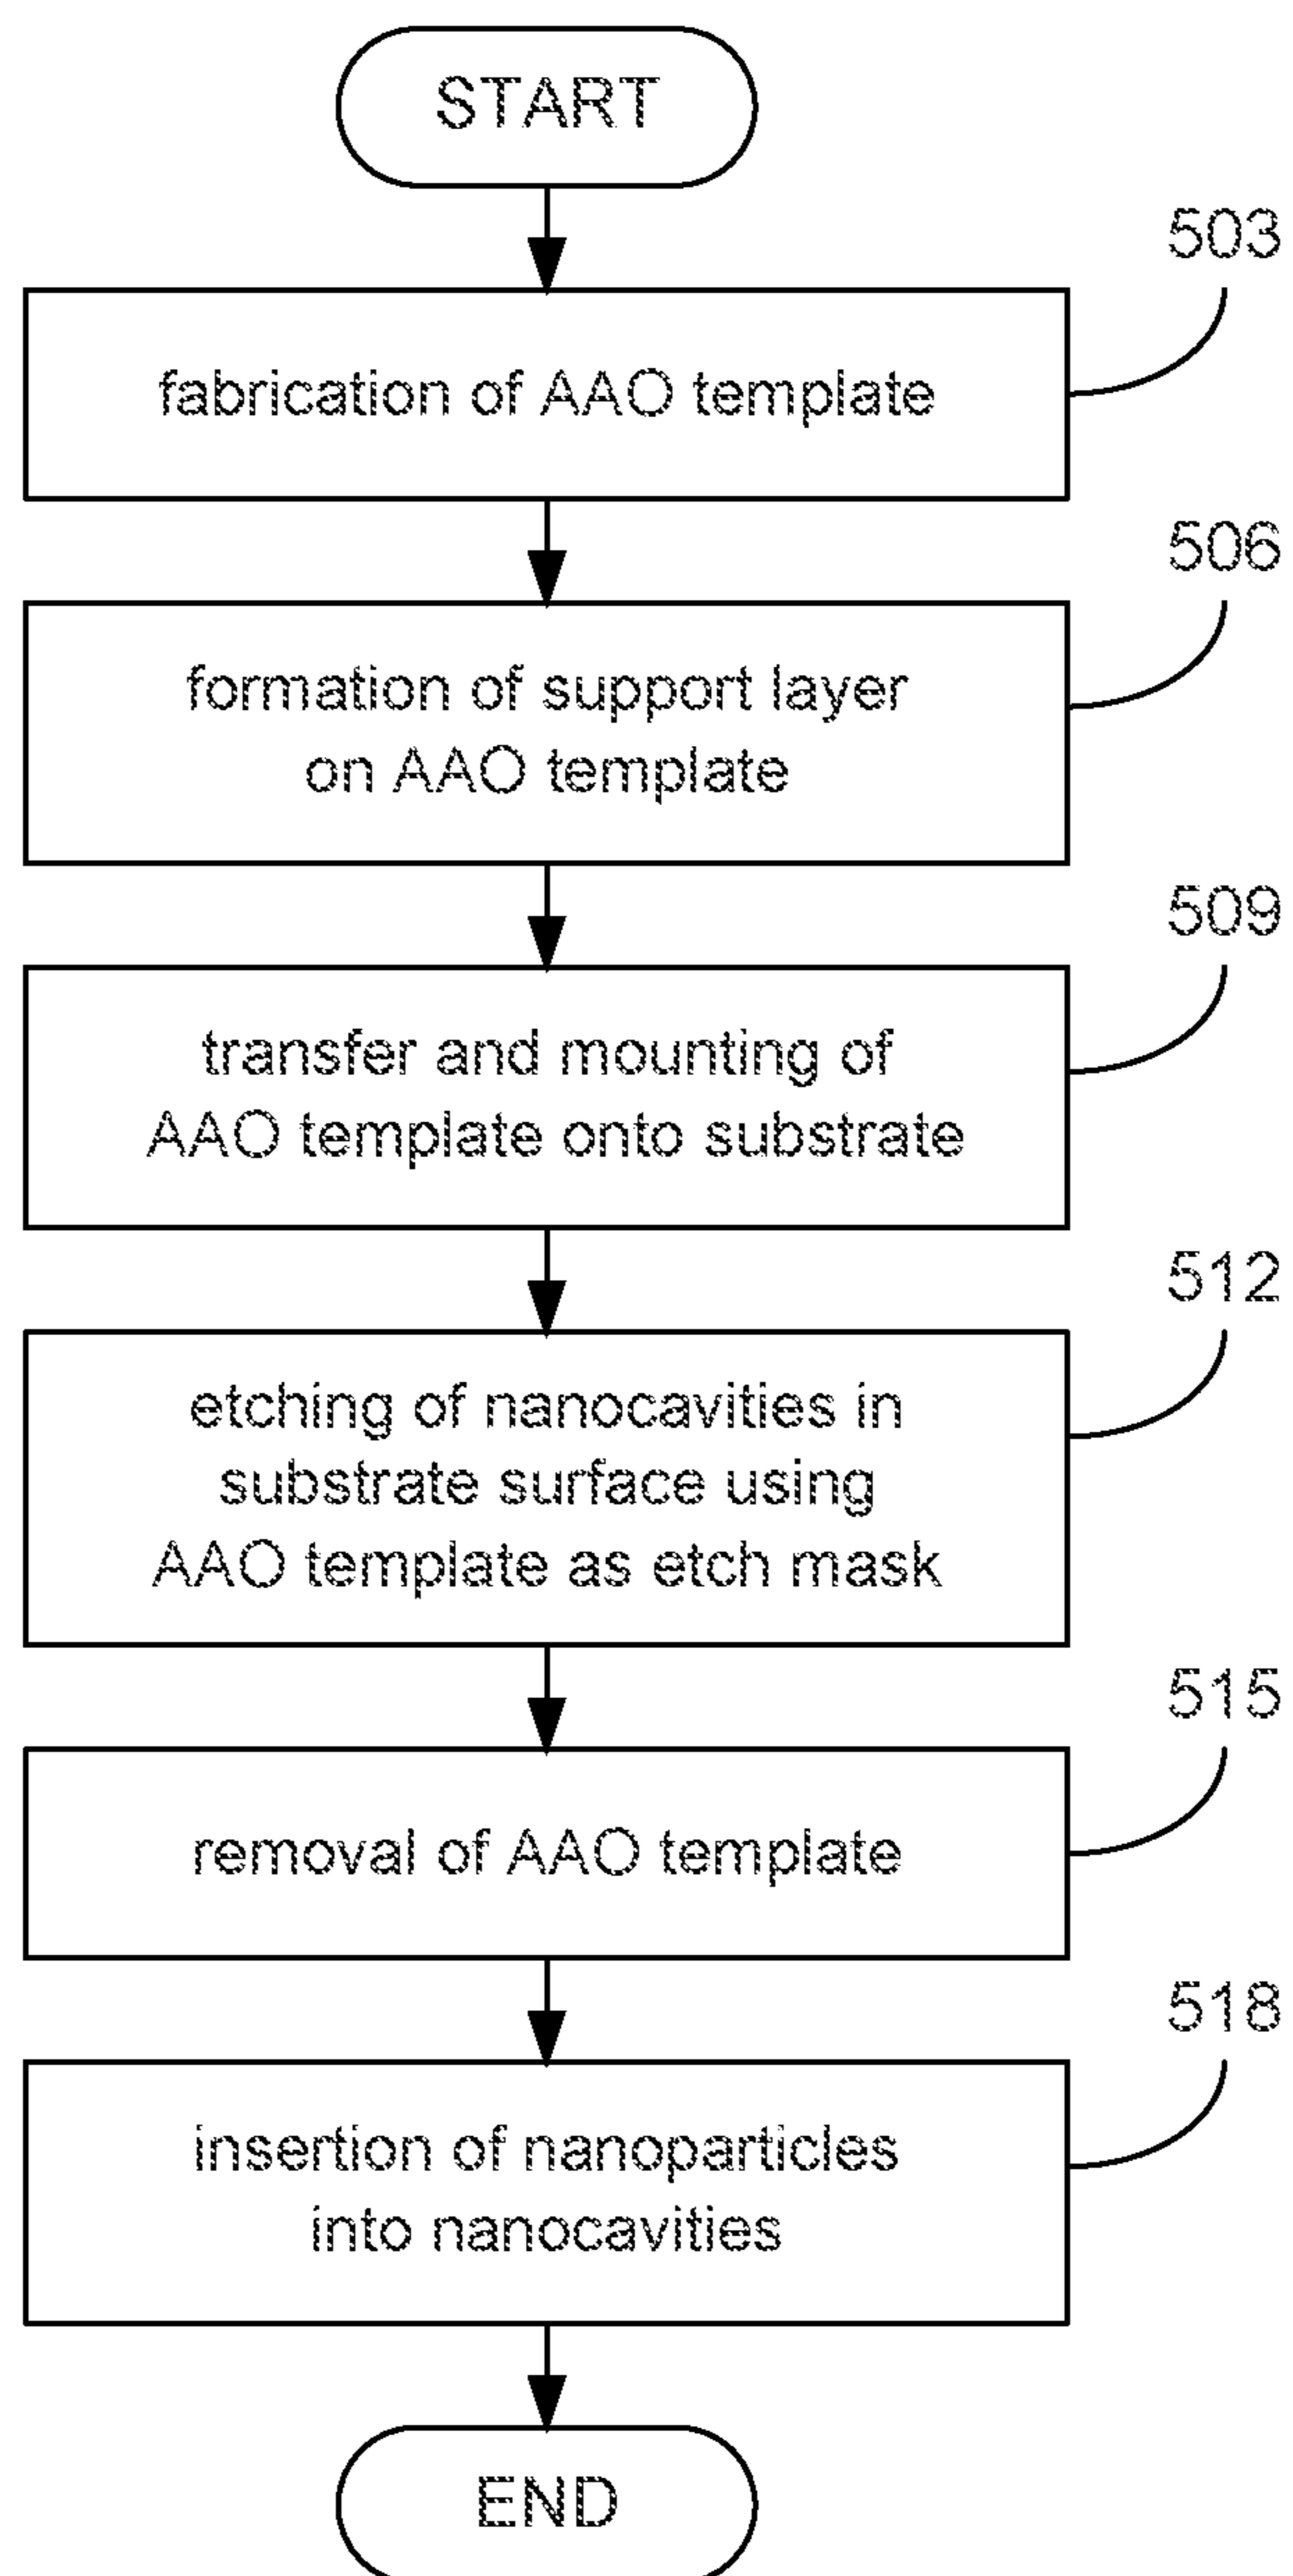 START
503
fabrication of AAO template
506
formation of support layer
on AAO template
509
transfer and mounting of
AAO template onto substrate
512
etching of nanocavities in
substrate surface using
AAO template as etch mask
515
removal of AAO template
518
insertion of nanoparticles
into nanocavities
END